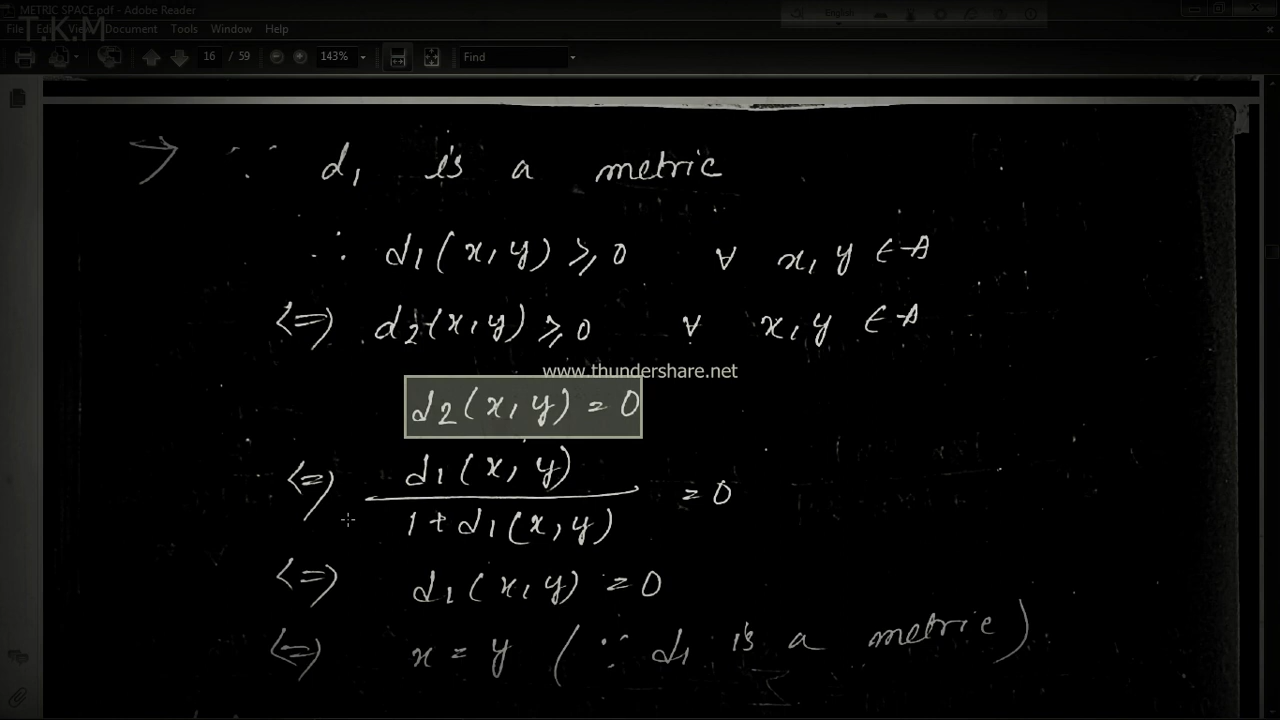 METRIC SPACE.pdf - Adobe Reader
T.K.M
English
File Edit View Document Tools Window Help
16 / 59 143% Find
→ ∵ d₁ is a metric
∴ d₁(x,y) ≥ 0 ∀ x,y ∈ A
⇔ d₂(x,y) ≥ 0 ∀ x,y ∈ A
www.thundershare.net
d₂(x,y) = 0
⇔ d₁(x,y) / 1+d₁(x,y) = 0
⇔ d₁(x,y) = 0
⇔ x = y (∵ d₁ is a metric)